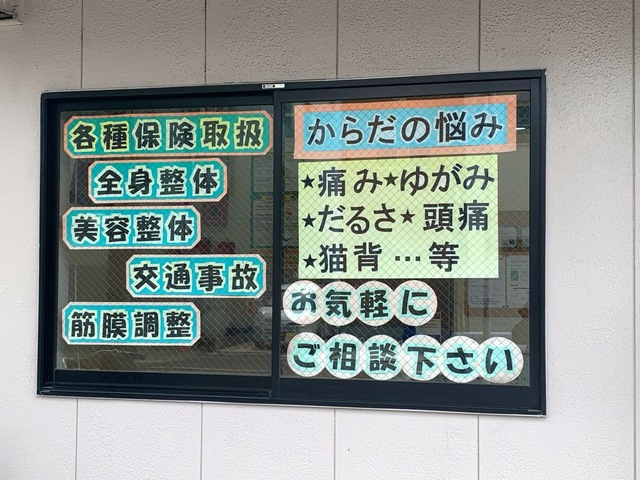 各種保険取扱
全身整体
美容整体
交通事故
筋膜調整
からだの悩み
★痛み★ゆがみ
★だるさ★頭痛
★猫背…等
お気軽に
ご相談下さい